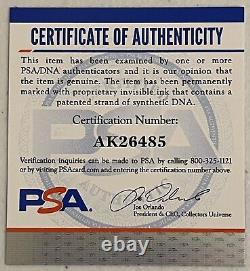 CERTIFICATE OF AUTHENTICITY
This item has been examined by one or more
PSA/DNA authenticators and it is our opinion that
the item is genuine. The item has been permanently
marked with proprietary invisible ink that contains
a patented strand of synthetic DNA.
Certification Number:
AK26485
Verification inquiries can be made to PSA by calling 800-325-1121
or by visiting PSAcard.com and entering the certification number above.
PSA
Joe Orlando
President & CEO, Collectors Universe